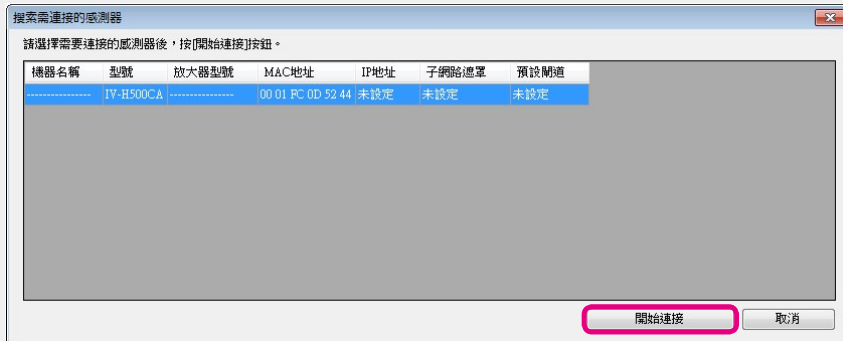 搜索需連接的感測器
請選擇需要連接的感測器後，按[開始連接]按鈕。
機器名稱 型號 放大器型號 MAC地址 IP地址 子網路遮罩 預設閘道
---------------- IV-H500CA ---------------- 00 01 FC 0D 52 44 未設定 未設定 未設定
開始連接 取消